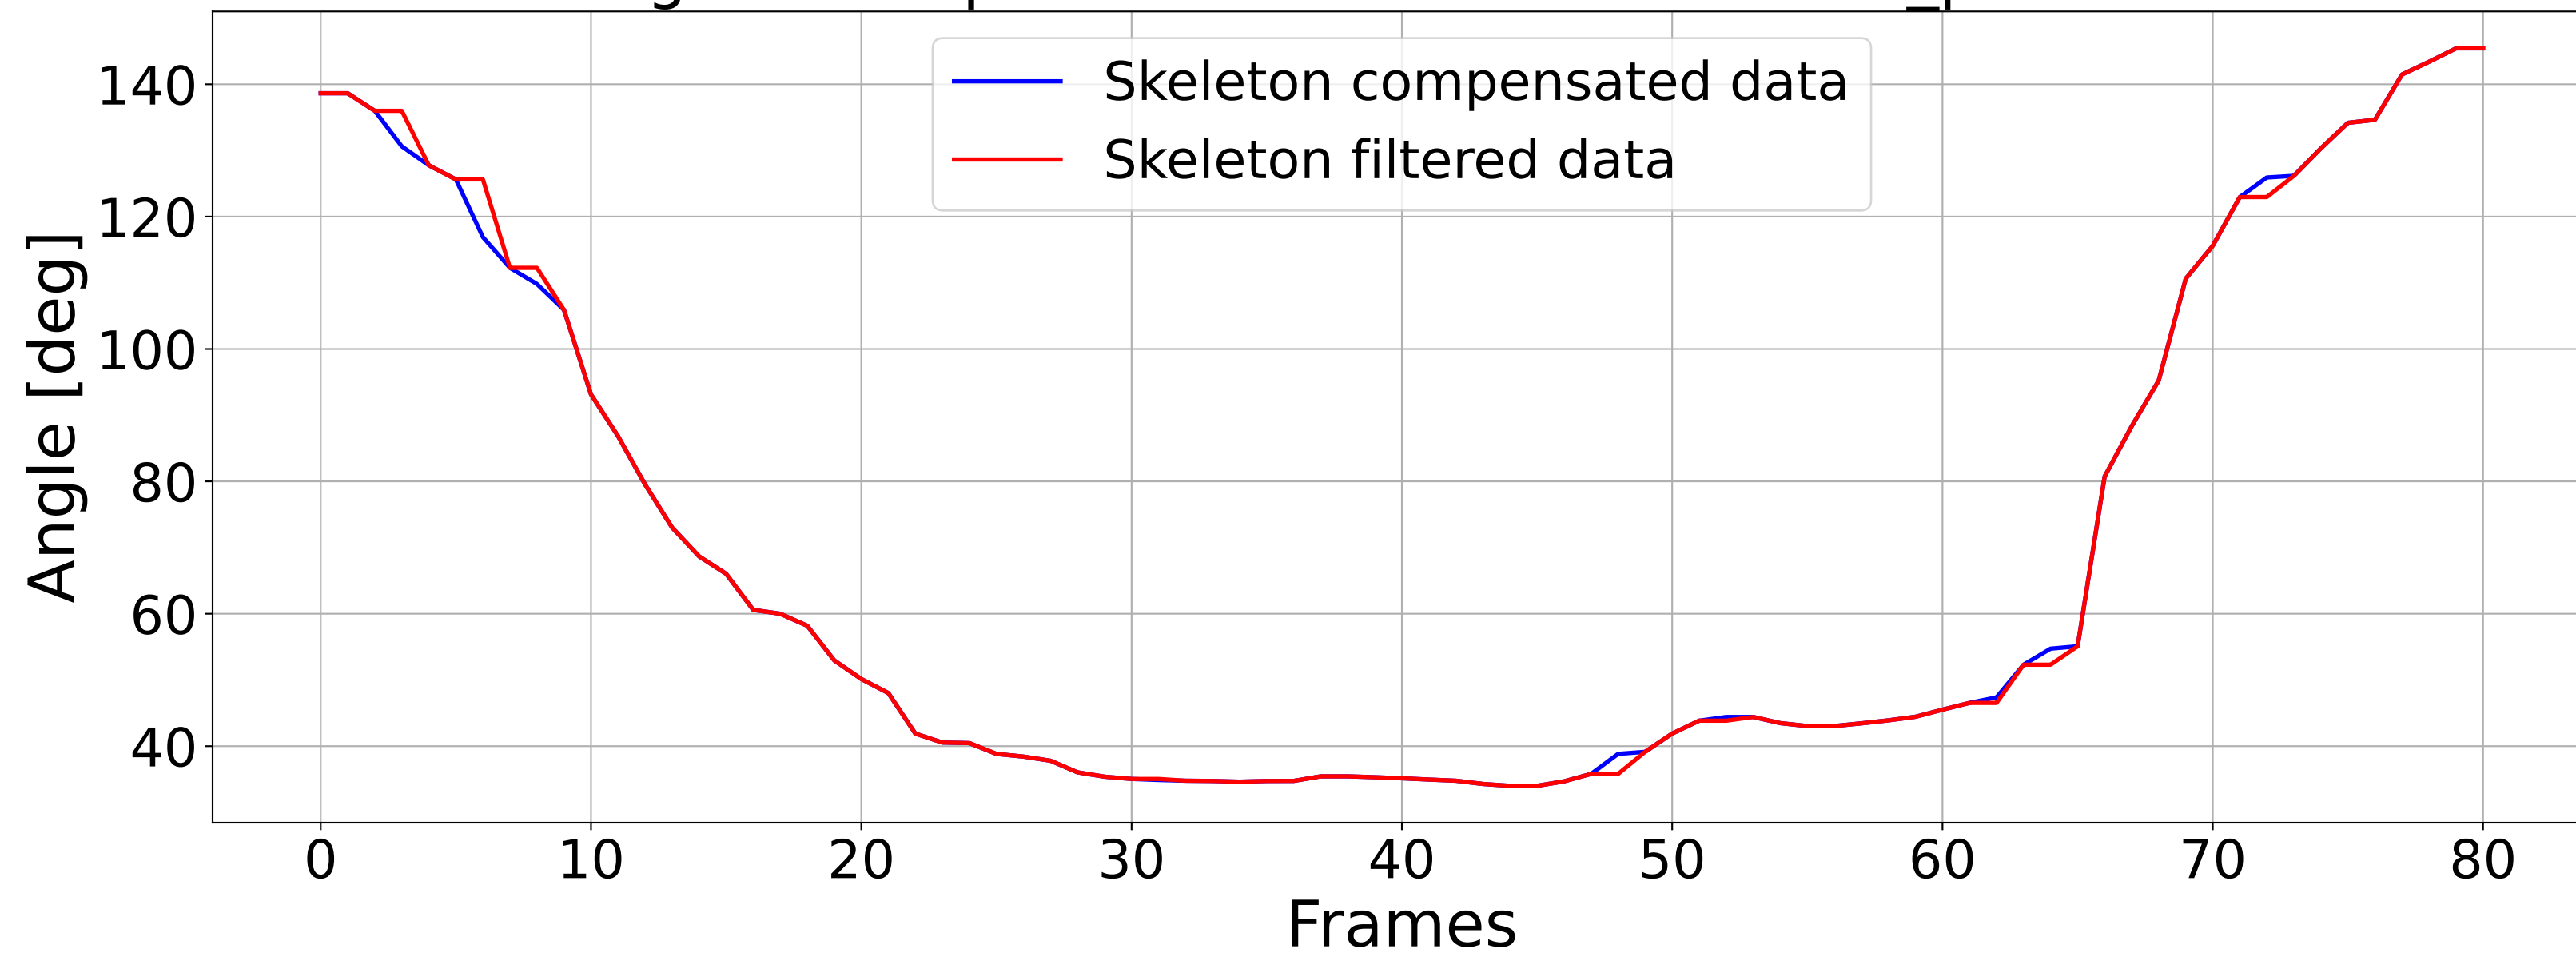 Skeleton compensated data
Skeleton filtered data
140
120
100
80
60
40
Angle [deg]
0 10 20 30 40 50 60 70 80
Frames